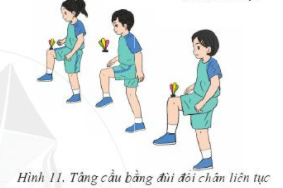 Hình 11. Tâng cầu bằng đùi đổi chân liên tục